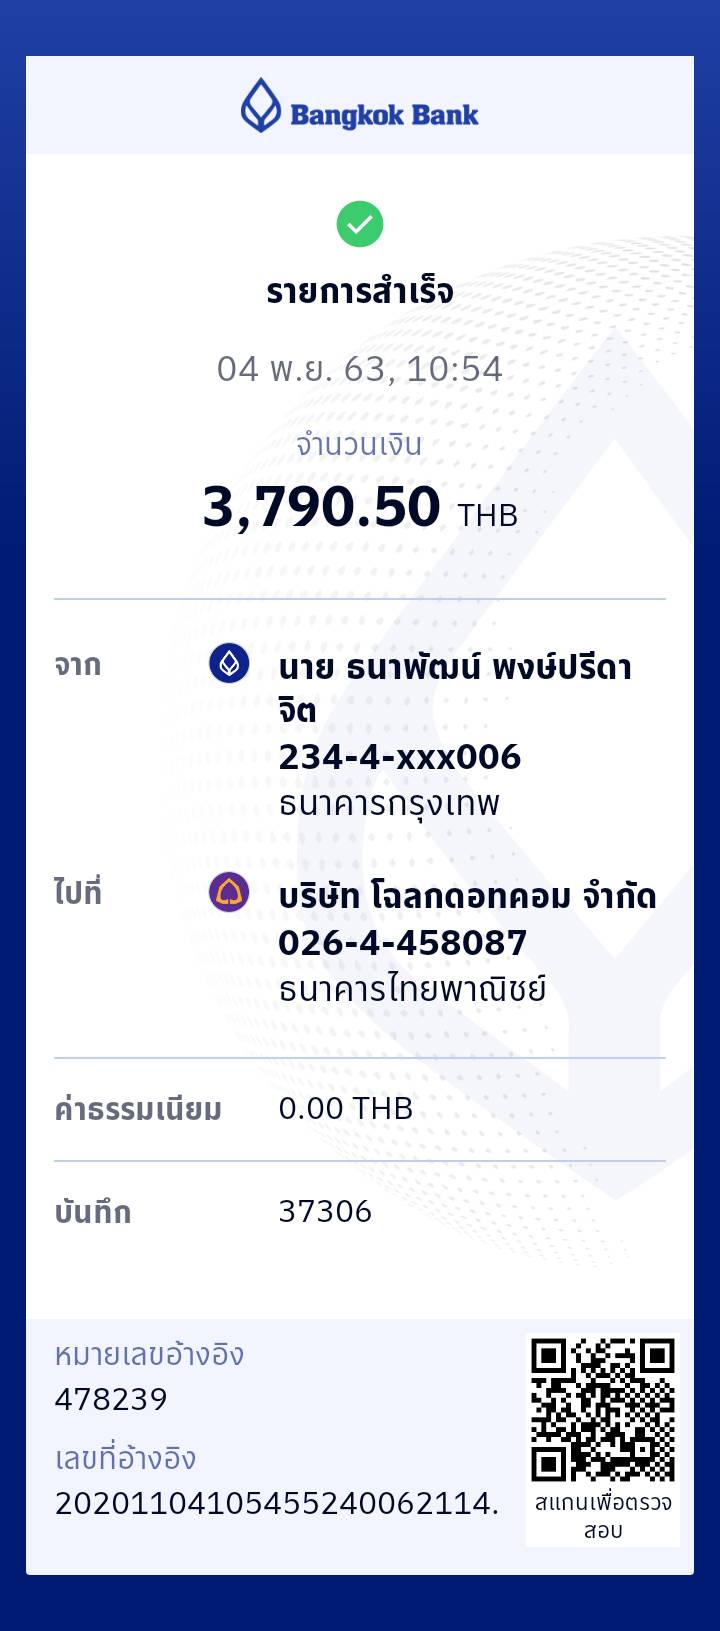 Bangkok Bank
รายการสำเร็จ
04 พ.ย. 63, 10:54
จำนวนเงิน
3,790.50 THB
จาก
นาย ธนาพัฒน์ พงษ์ปรีดา
จิต
234-4-xxx006
ธนาคารกรุงเทพ
ไปที่
บริษัท โฉลกดอทคอม จำกัด
026-4-458087
ธนาคารไทยพาณิชย์
ค่าธรรมเนียม 0.00 THB
บันทึก 37306
หมายเลขอ้างอิง
478239
เลขที่อ้างอิง
20201104105455240062114.
สแกนเพื่อตรวจ
สอบ